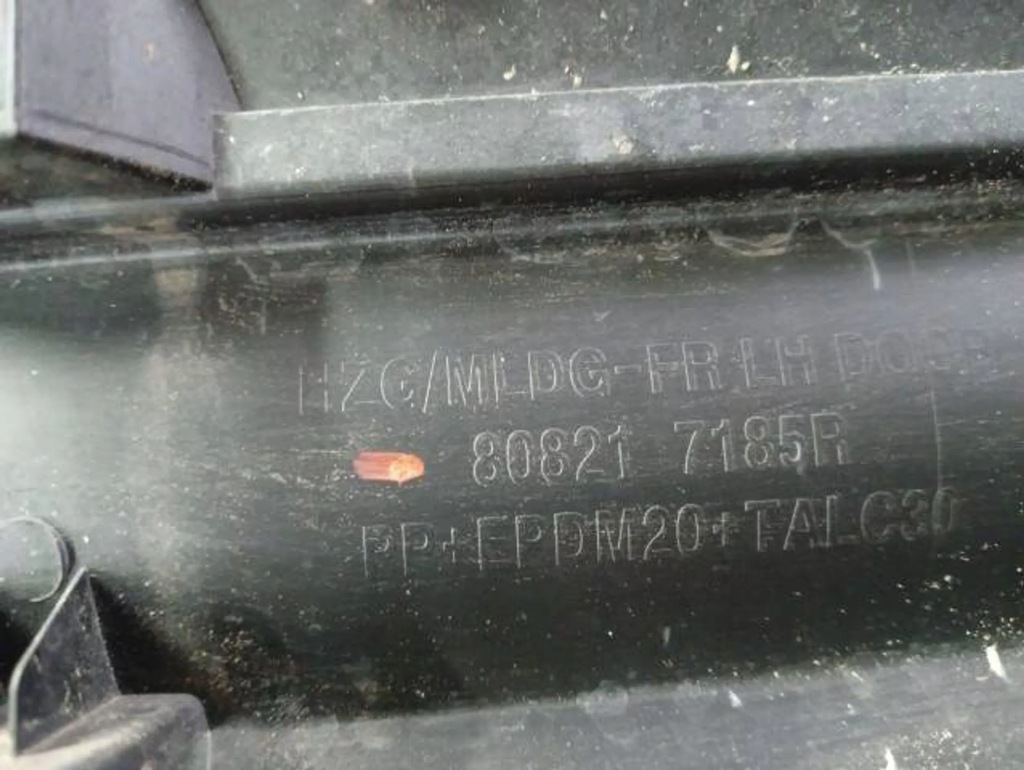 HZG/MLDG-FR LH DOOR
80821 7185R
PP+EPDM20+TALC30